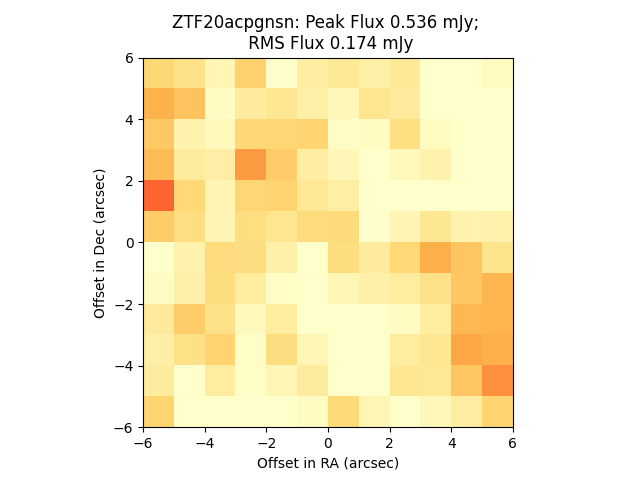 ZTF20acpgnsn: Peak Flux 0.536 mJy;
RMS Flux 0.174 mJy
6
4
2
0
−2
−4
−6
Offset in Dec (arcsec)
−6 −4 −2 0 2 4 6
Offset in RA (arcsec)